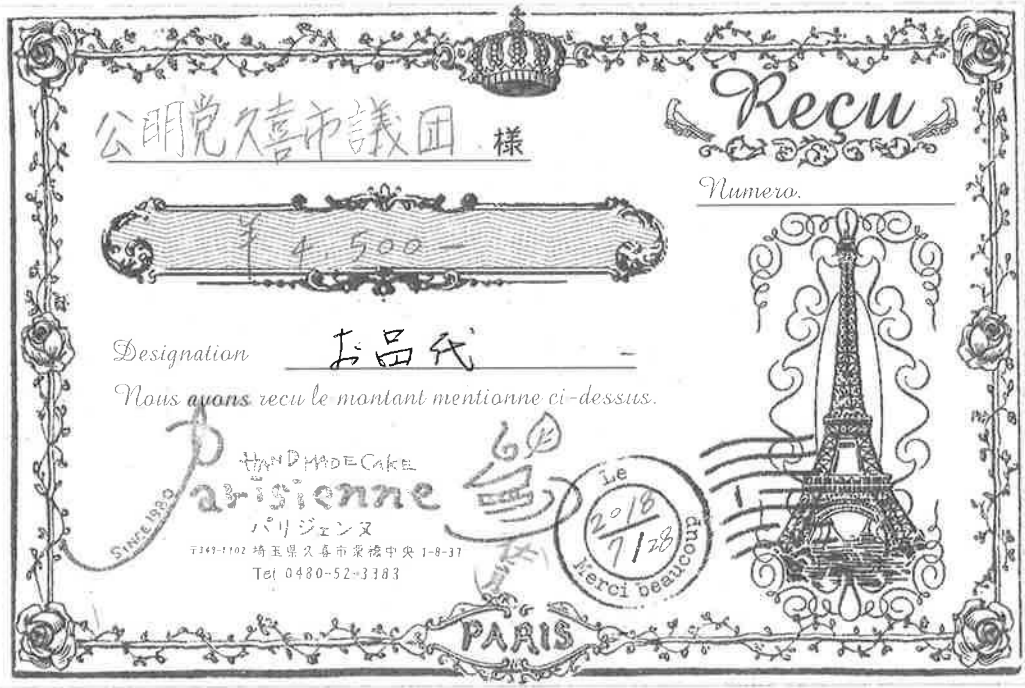 公明党久喜市議団 様
Reçu
Numero.
¥4,500-
Designation お品代 -
Nous avons recu le montant mentionne ci-dessus.
HANDMADE CAKE
Parisienne
SINCE 1880
パリジェンヌ
〒349-1102 埼玉県久喜市栗橋中央 1-8-37
Tel 0480-52-3383
Le
2018
7/28
Merci beaucoup
PARIS